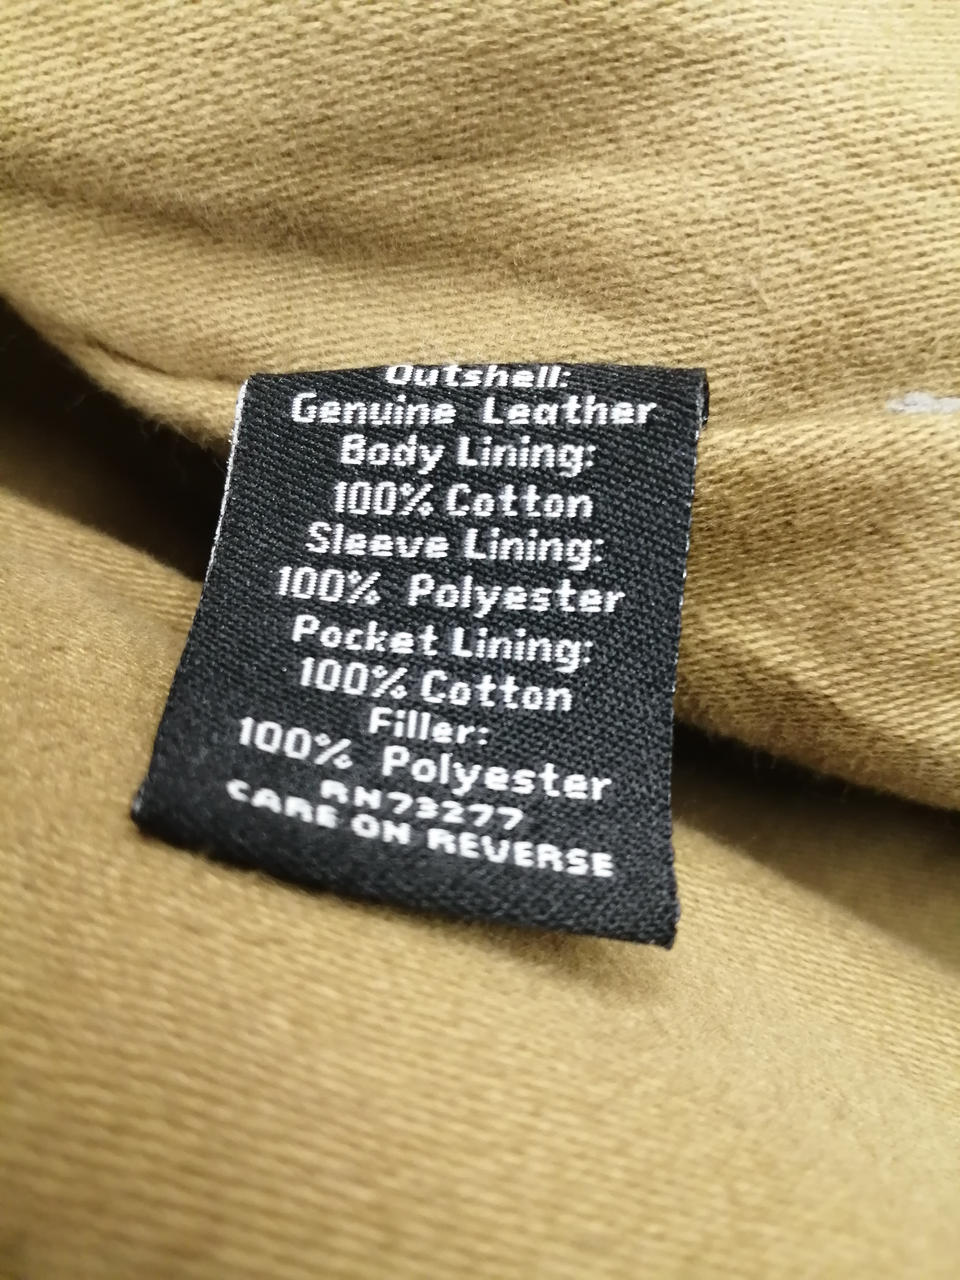 Outshell:
Genuine Leather
Body Lining:
100% Cotton
Sleeve Lining:
100% Polyester
Pocket Lining:
100% Cotton
Filler:
100% Polyester
RN73277
CARE ON REVERSE